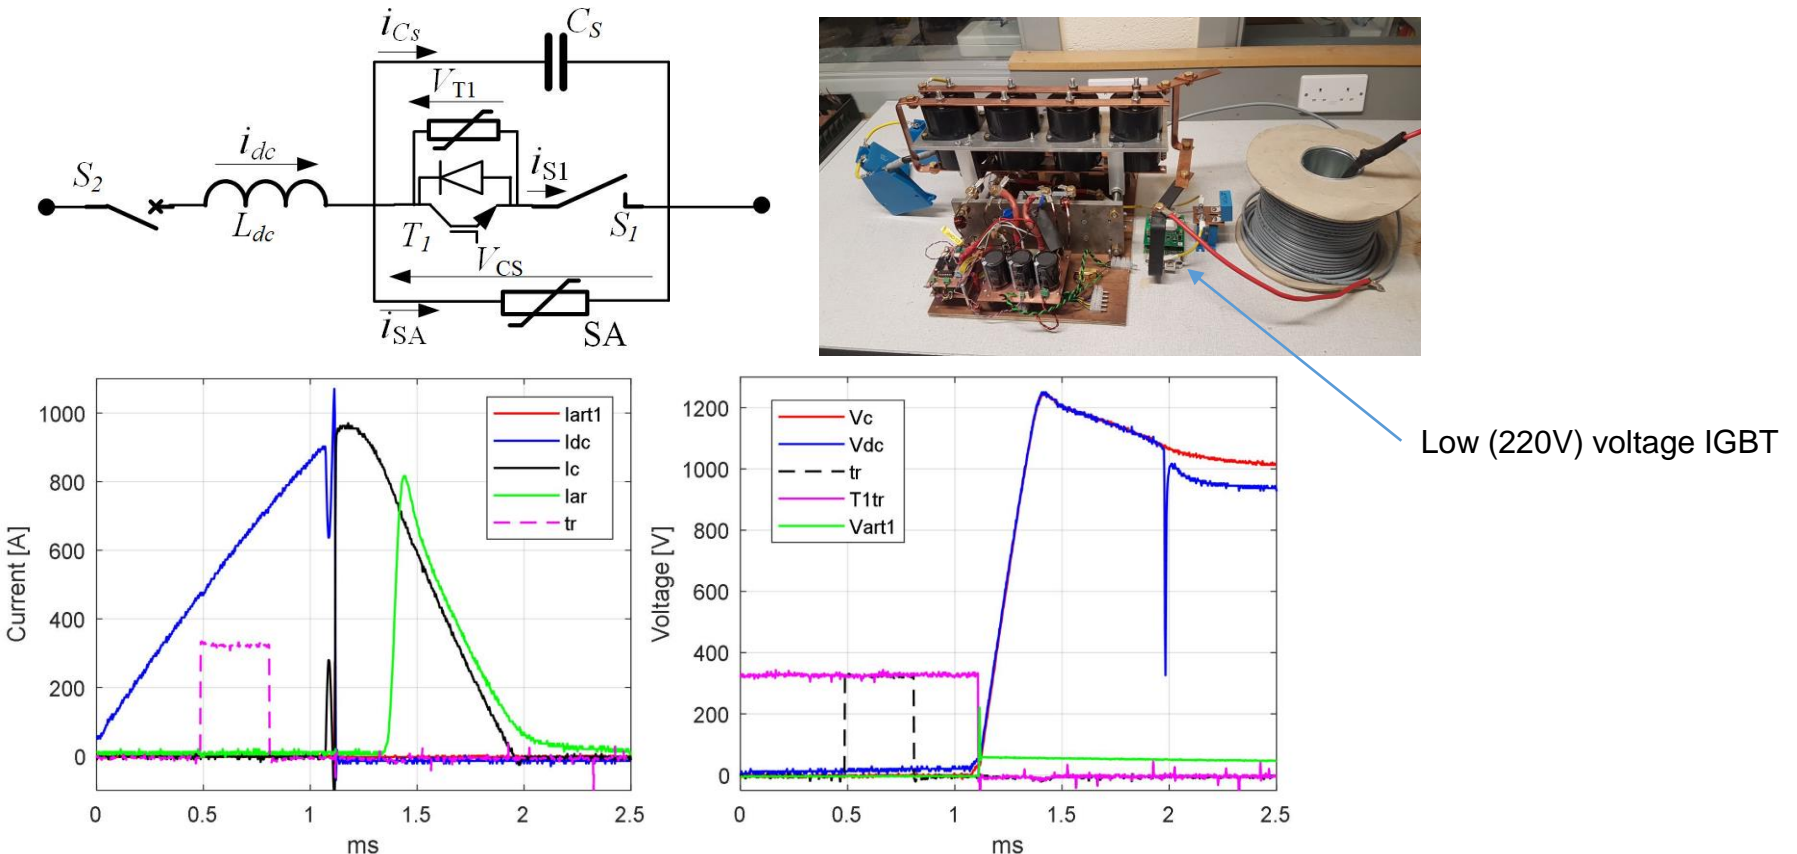 i_Cs
C_S
V_T1
i_dc
i_S1
S_2
L_dc
T_1
S_1
V_CS
i_SA
SA
Low (220V) voltage IGBT
Current [A]
1000
800
600
400
200
0
Iart1
Idc
Ic
Iar
tr
0
0.5
1
1.5
2
2.5
ms
Voltage [V]
1200
1000
800
600
400
200
0
Vc
Vdc
tr
T1tr
Vart1
0
0.5
1
1.5
2
2.5
ms